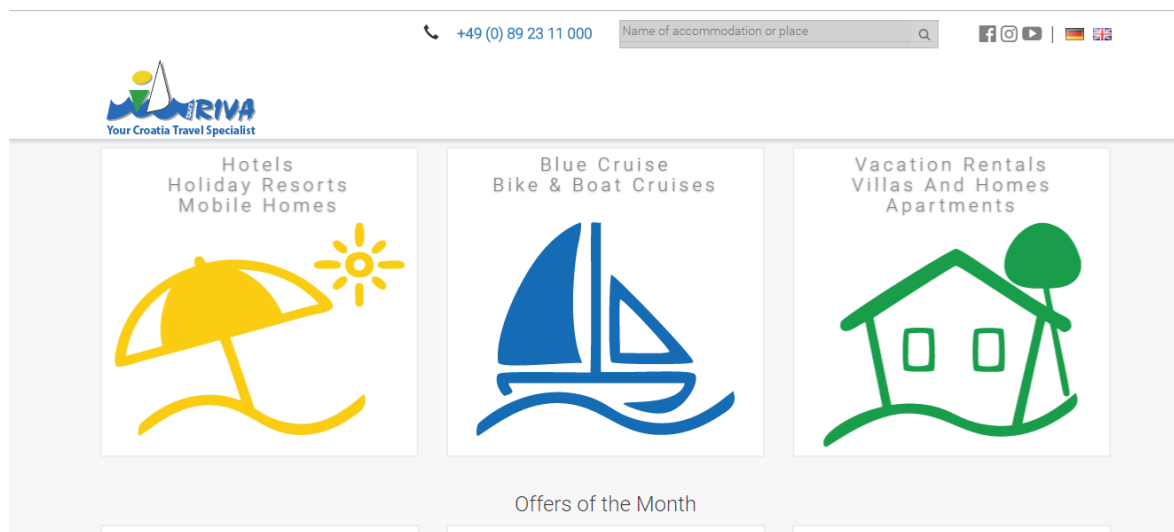 +49 (0) 89 23 11 000
Name of accommodation or place
RIVA
tours
Your Croatia Travel Specialist
Hotels
Holiday Resorts
Mobile Homes
Blue Cruise
Bike & Boat Cruises
Vacation Rentals
Villas And Homes
Apartments
Offers of the Month